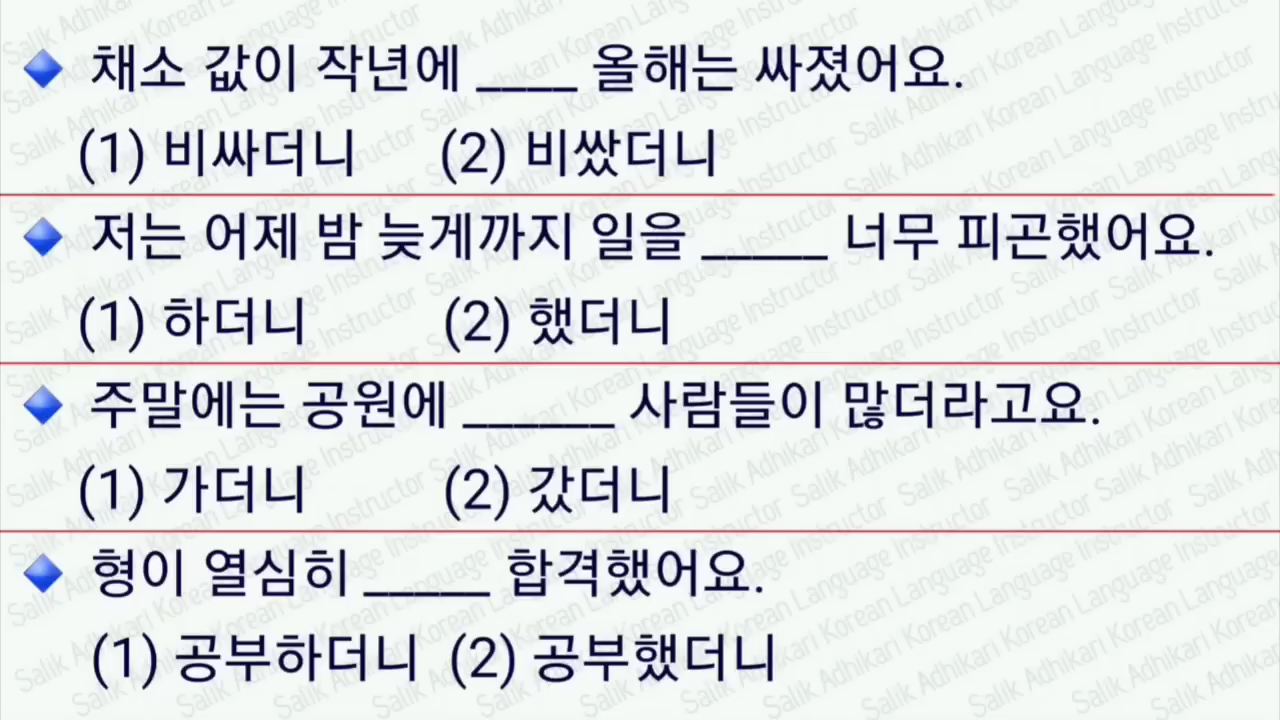 채소 값이 작년에 ____ 올해는 싸졌어요.
(1) 비싸더니 (2) 비쌌더니
저는 어제 밤 늦게까지 일을 _____ 너무 피곤했어요.
(1) 하더니 (2) 했더니
주말에는 공원에 ______ 사람들이 많더라고요.
(1) 가더니 (2) 갔더니
형이 열심히 _____ 합격했어요.
(1) 공부하더니 (2) 공부했더니
Salik Adhikari Korean Language Instructor